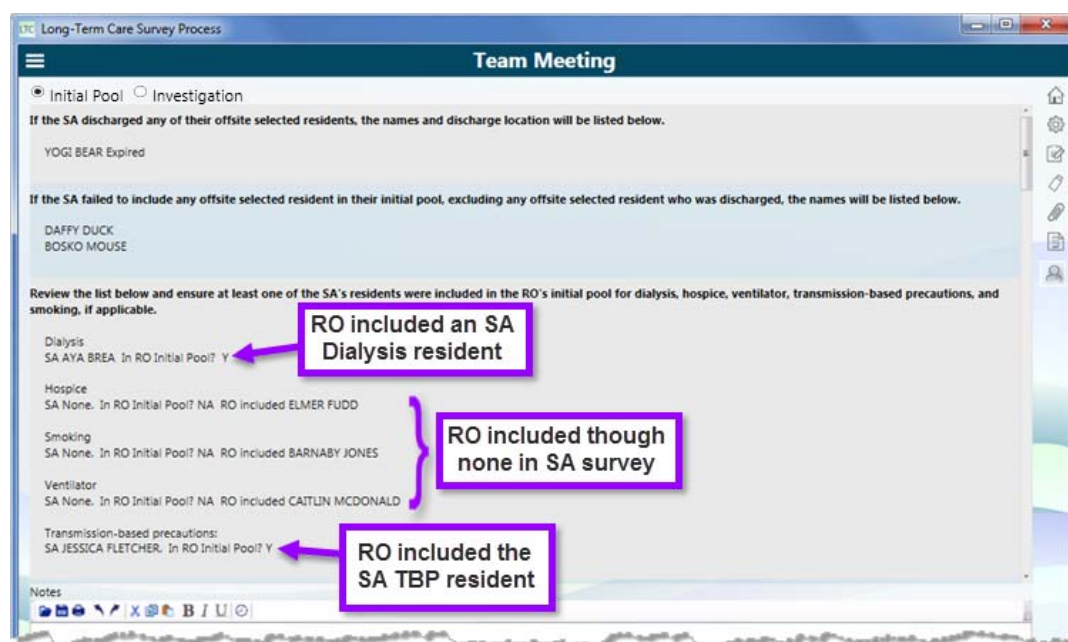 LTC Long-Term Care Survey Process
Team Meeting
Initial Pool Investigation
If the SA discharged any of their offsite selected residents, the names and discharge location will be listed below.
YOGI BEAR Expired
If the SA failed to include any offsite selected resident in their initial pool, excluding any offsite selected resident who was discharged, the names will be listed below.
DAFFY DUCK
BOSKO MOUSE
Review the list below and ensure at least one of the SA's residents were included in the RO's initial pool for dialysis, hospice, ventilator, transmission-based precautions, and
smoking, if applicable.
RO included an SA
Dialysis resident
Dialysis
SA AYA BREA In RO Initial Pool? Y
Hospice
SA None. In RO Initial Pool? NA RO included ELMER FUDD
Smoking
SA None. In RO Initial Pool? NA RO included BARNABY JONES
Ventilator
SA None. In RO Initial Pool? NA RO included CAITLIN MCDONALD
RO included though
none in SA survey
Transmission-based precautions:
SA JESSICA FLETCHER. In RO Initial Pool? Y
RO included the
SA TBP resident
Notes
B I U